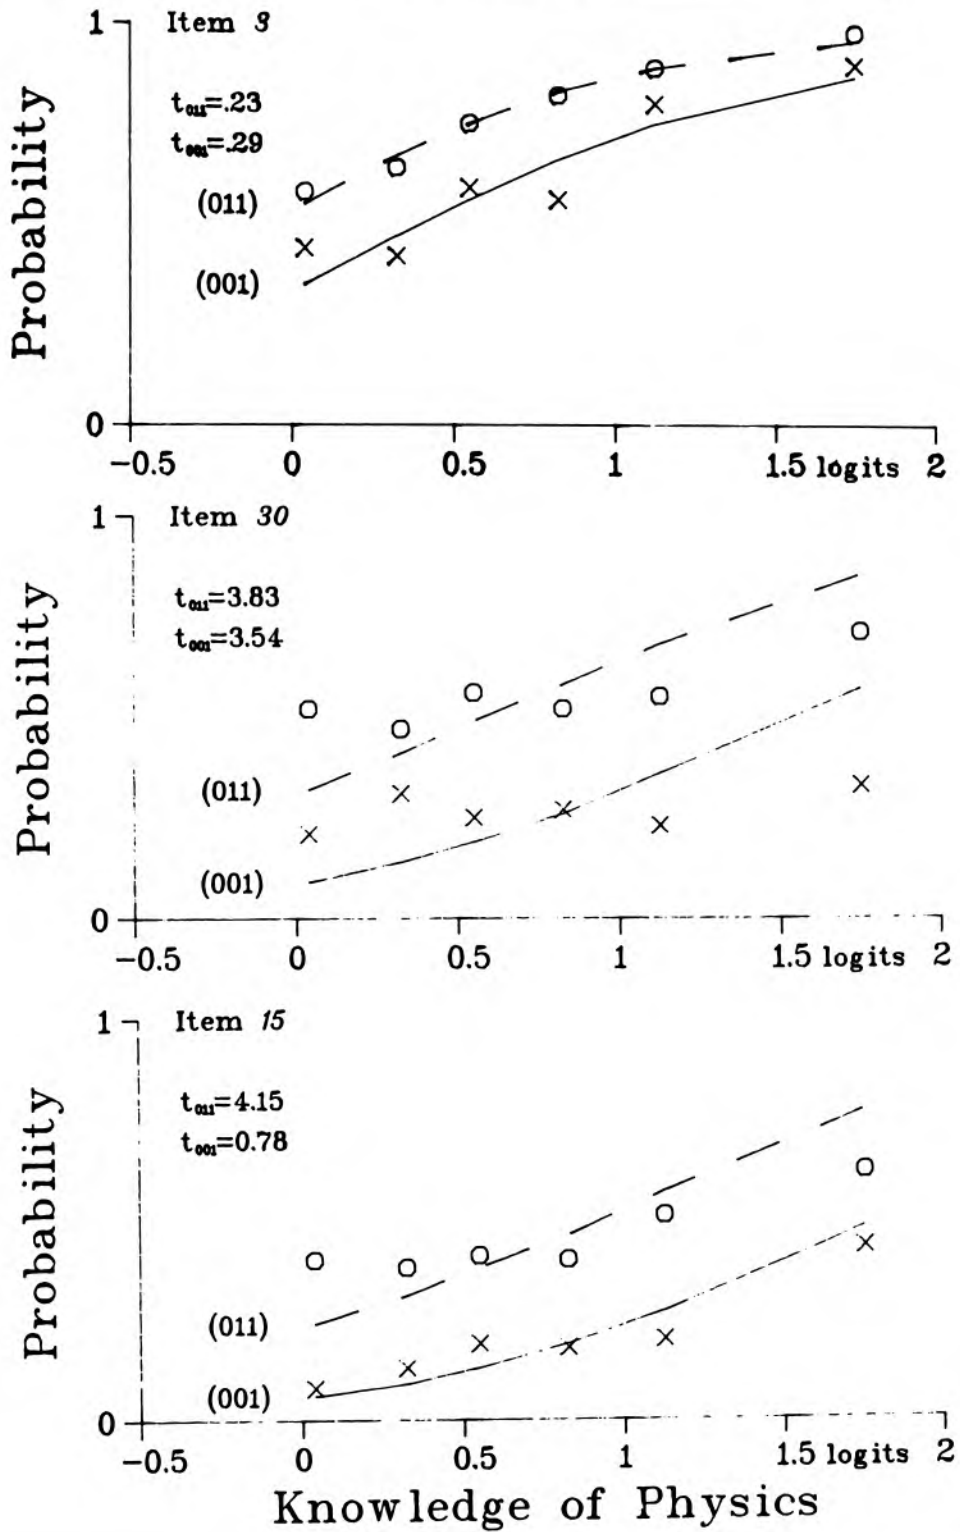 1 Item 3
t₀₁₁=.23
t₀₀₁=.29
(011)
(001)
Probability
0
-0.5 0 0.5 1 1.5 logits 2
1 Item 30
t₀₁₁=3.83
t₀₀₁=3.54
(011)
(001)
Probability
0
-0.5 0 0.5 1 1.5 logits 2
1 Item 15
t₀₁₁=4.15
t₀₀₁=0.78
(011)
(001)
Probability
0
-0.5 0 0.5 1 1.5 logits 2
Knowledge of Physics